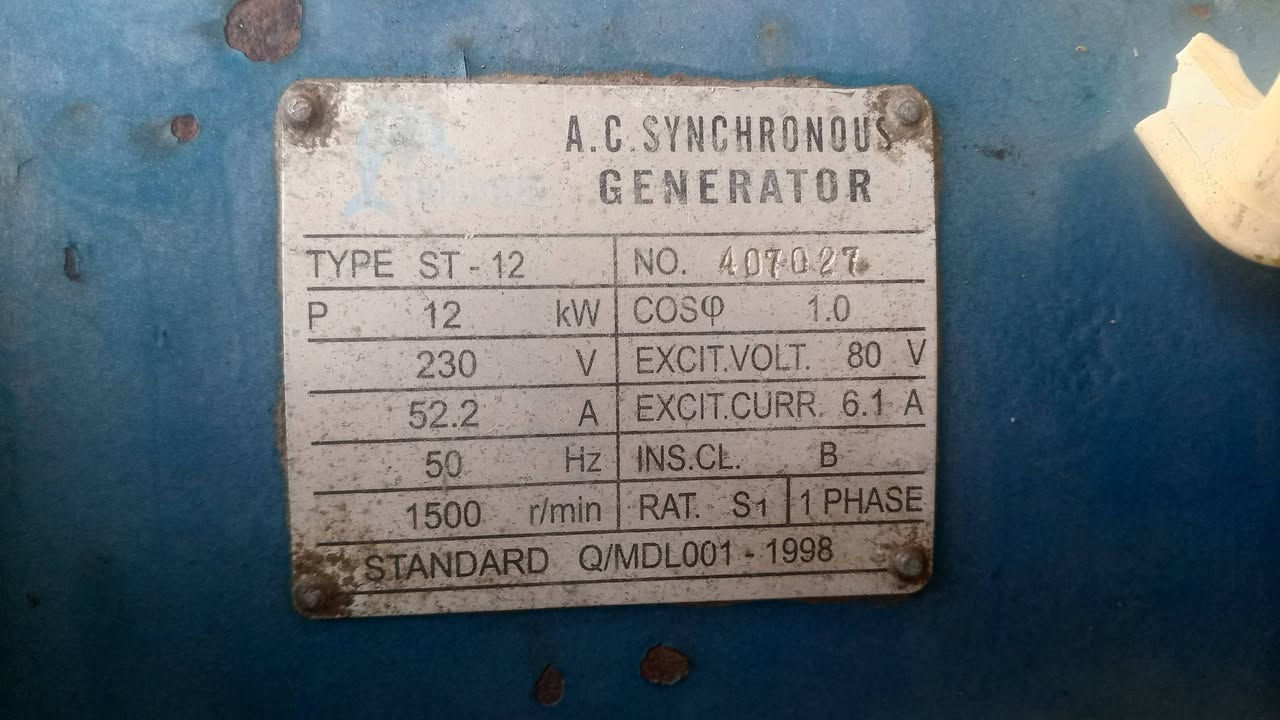 A.C.SYNCHRONOUS
GENERATOR
TYPE ST - 12 NO. 407027
P 12 kW COSφ 1.0
230 V EXCIT.VOLT. 80 V
52.2 A EXCIT.CURR. 6.1 A
50 Hz INS.CL. B
1500 r/min RAT. S1 1 PHASE
STANDARD Q/MDL001 - 1998